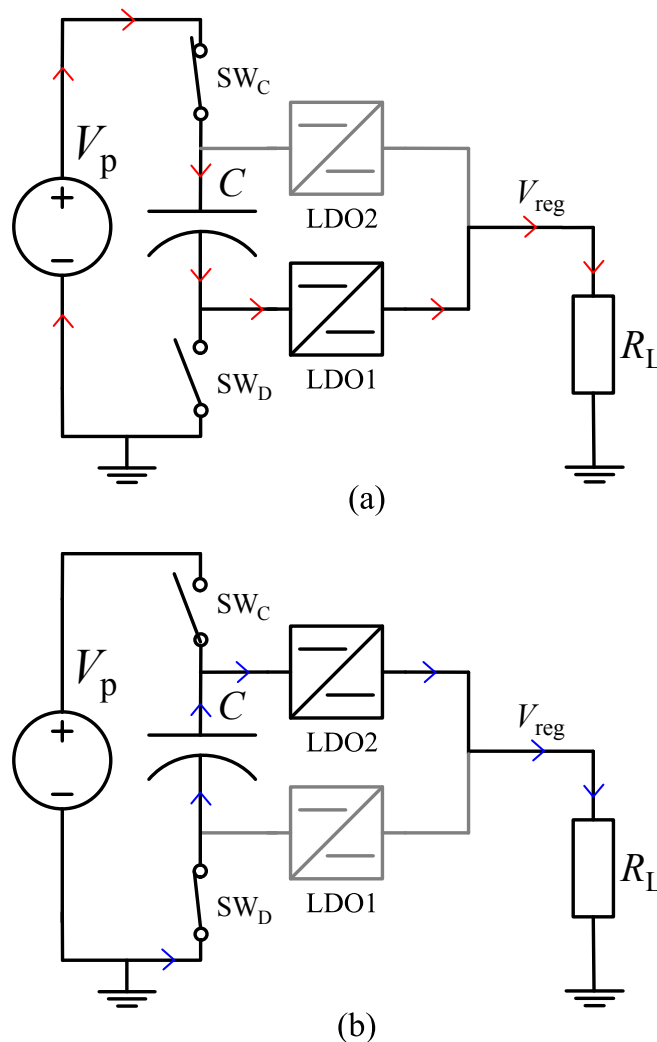 SW_C
V_p
+
−
C
LDO2
V_reg
LDO1
R_L
SW_D
(a)
SW_C
V_p
+
−
C
LDO2
V_reg
LDO1
R_L
SW_D
(b)